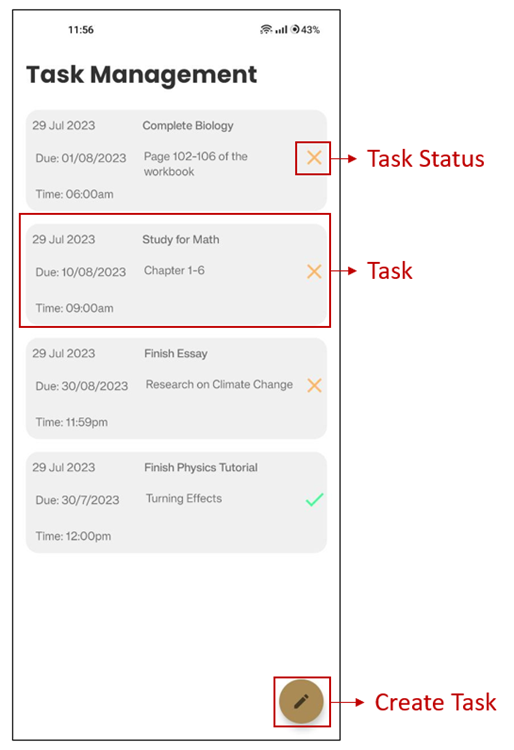 11:56
43%
Task Management
29 Jul 2023 Complete Biology
Due: 01/08/2023 Page 102-106 of the
workbook
Time: 06:00am
Task Status
29 Jul 2023 Study for Math
Due: 10/08/2023 Chapter 1-6
Time: 09:00am
Task
29 Jul 2023 Finish Essay
Due: 30/08/2023 Research on Climate Change
Time: 11:59pm
29 Jul 2023 Finish Physics Tutorial
Due: 30/7/2023 Turning Effects
Time: 12:00pm
Create Task